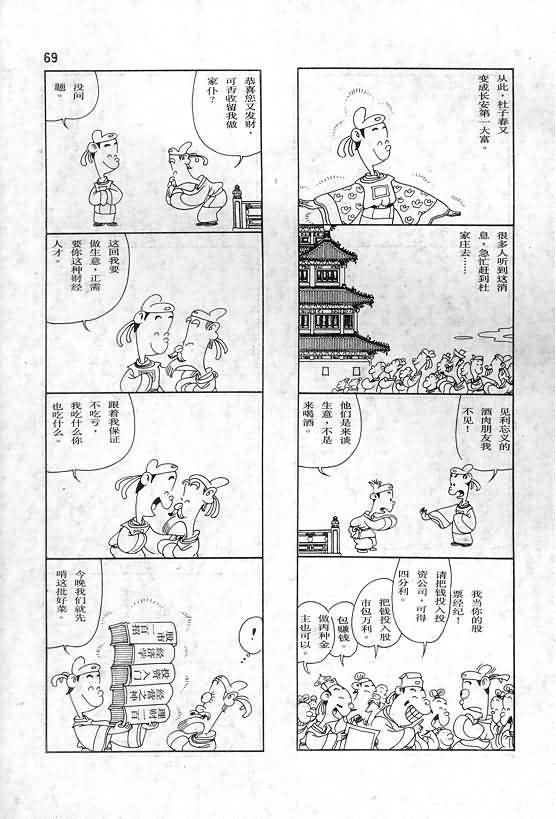 69
从此，杜子春又
变成长安第一大富。
很多人听到这消
息，急忙赶到杜
家庄去……
见利忘义的
酒肉朋友我
不见！
他们是来谈
生意，不是
来喝酒。
我当你的股
票经纪！
请把钱投入投
资公司，可得
四分利。
把钱投入股
市包万利。
包赚钱。
做丙种金
主也可以。
恭喜您又发财，
可否收留我做
家仆？
没问
题。
这回我要
做生意，正需
要你这种财经
人才。
跟着我保证
不吃亏，
我吃什么你
也吃什么。
今晚我们就先
啃这批好菜。
！
股市一百招
经济学
投资入门
经营之神
理财一百